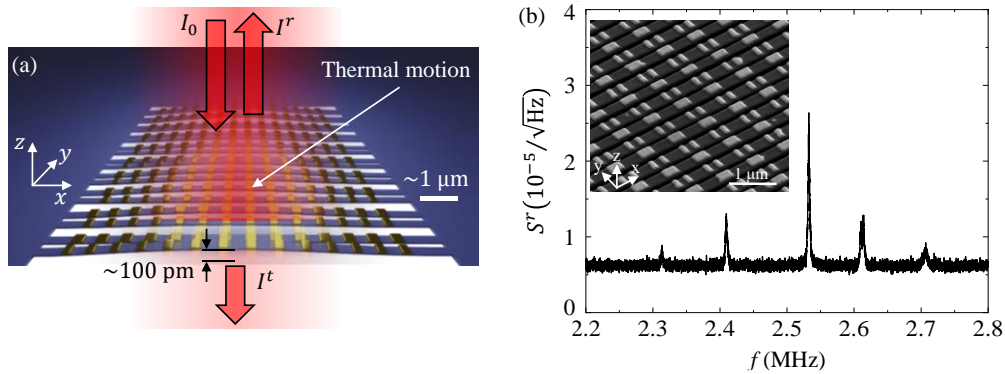 (a)
I₀
Iʳ
Thermal motion
z
y
x
~1 μm
~100 pm
Iᵗ
(b)
Sʳ (10⁻⁵/√Hz)
4
3
2
1
0
2.2 2.3 2.4 2.5 2.6 2.7 2.8
f (MHz)
y z x
1 μm